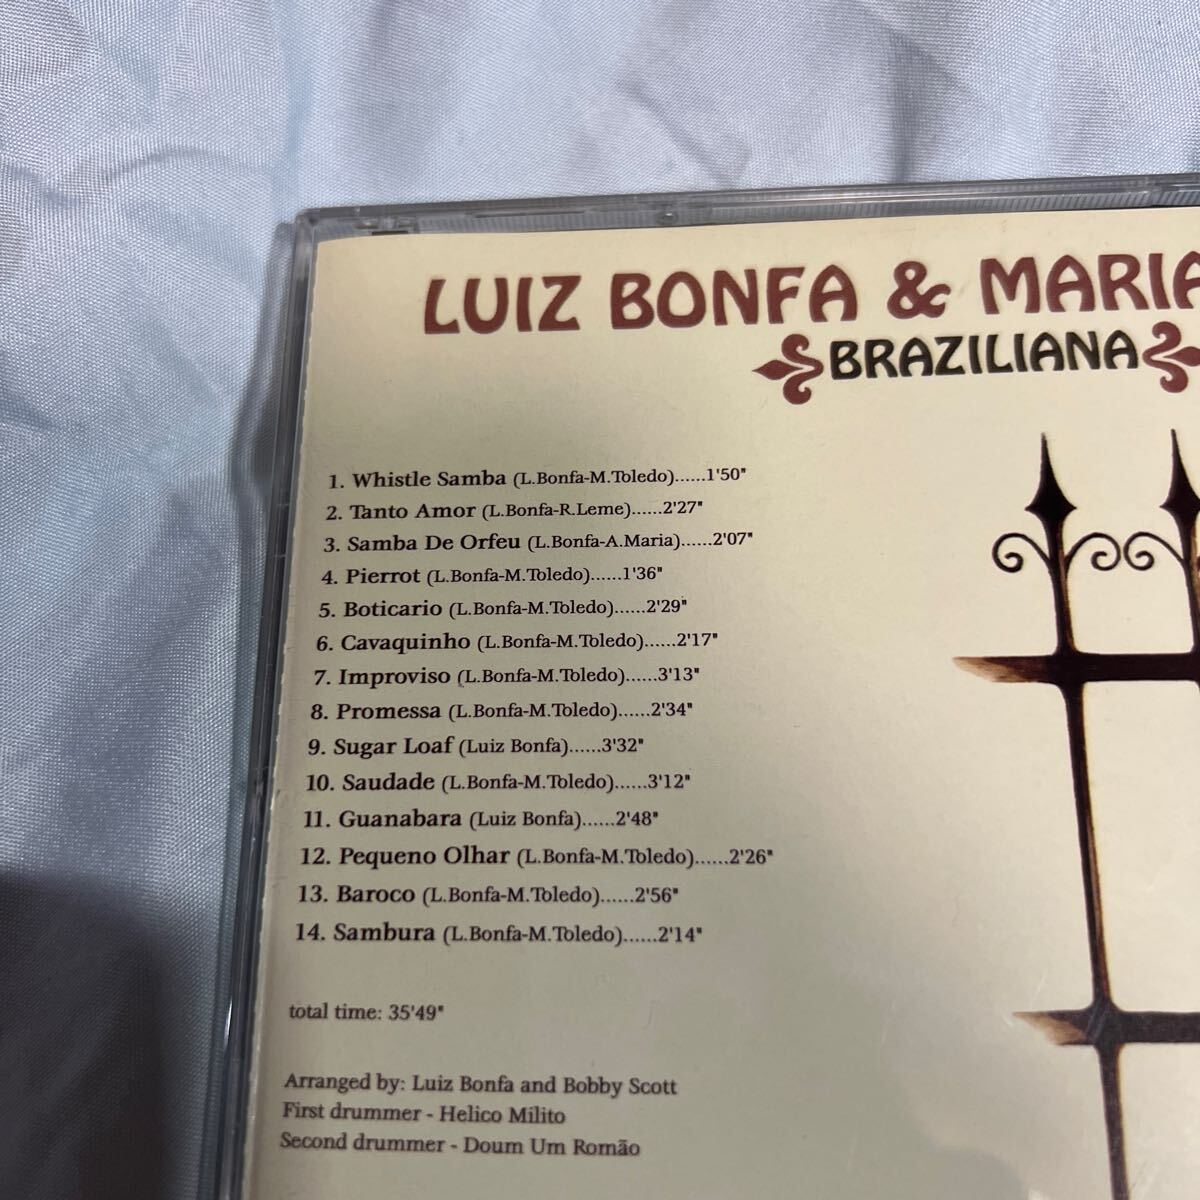 LUIZ BONFA & MARIA
BRAZILIANA
1. Whistle Samba (L.Bonfa-M.Toledo)......1'50"
2. Tanto Amor (L.Bonfa-R.Leme)......2'27"
3. Samba De Orfeu (L.Bonfa-A.Maria)......2'07"
4. Pierrot (L.Bonfa-M.Toledo)......1'36"
5. Boticario (L.Bonfa-M.Toledo)......2'29"
6. Cavaquinho (L.Bonfa-M.Toledo)......2'17"
7. Improviso (L.Bonfa-M.Toledo)......3'13"
8. Promessa (L.Bonfa-M.Toledo)......2'34"
9. Sugar Loaf (Luiz Bonfa)......3'32"
10. Saudade (L.Bonfa-M.Toledo)......3'12"
11. Guanabara (Luiz Bonfa)......2'48"
12. Pequeno Olhar (L.Bonfa-M.Toledo)......2'26"
13. Baroco (L.Bonfa-M.Toledo)......2'56"
14. Sambura (L.Bonfa-M.Toledo)......2'14"
total time: 35'49"
Arranged by: Luiz Bonfa and Bobby Scott
First drummer - Helico Milito
Second drummer - Doum Um Romão